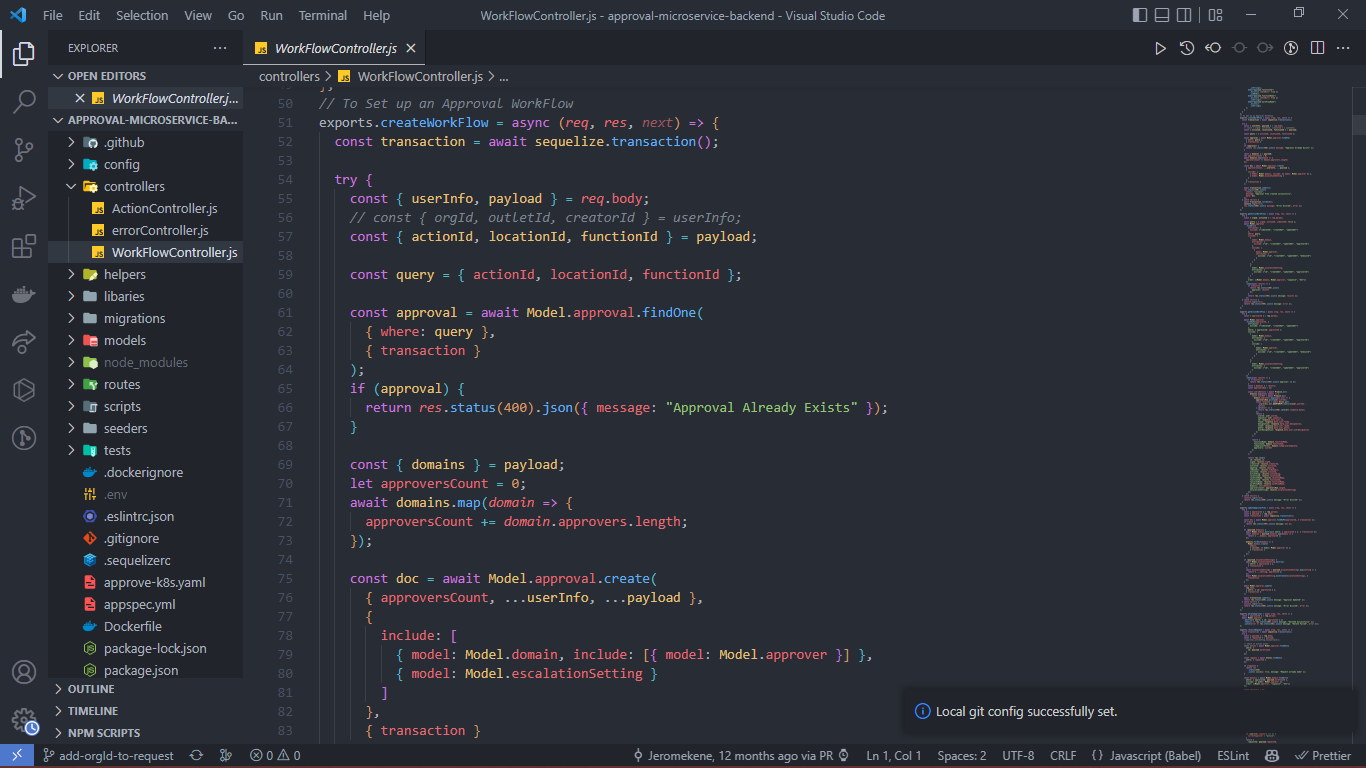 File Edit Selection View Go Run Terminal Help
WorkFlowController.js - approval-microservice-backend - Visual Studio Code
EXPLORER
OPEN EDITORS
WorkFlowController.j...
APPROVAL-MICROSERVICE-BA...
.github
config
controllers
ActionController.js
errorController.js
WorkFlowController.js
helpers
libaries
migrations
models
node_modules
routes
scripts
seeders
tests
.dockerignore
.env
.eslintrc.json
.gitignore
.sequelizerc
approve-k8s.yaml
appspec.yml
Dockerfile
package-lock.json
package.json
OUTLINE
TIMELINE
NPM SCRIPTS
WorkFlowController.js
controllers > WorkFlowController.js > ...
50 // To Set up an Approval WorkFlow
51 exports.createWorkFlow = async (req, res, next) => {
52 const transaction = await sequelize.transaction();
53
54 try {
55 const { userInfo, payload } = req.body;
56 // const { orgId, outletId, creatorId } = userInfo;
57 const { actionId, locationId, functionId } = payload;
58
59 const query = { actionId, locationId, functionId };
60
61 const approval = await Model.approval.findOne(
62 { where: query },
63 { transaction }
64 );
65 if (approval) {
66 return res.status(400).json({ message: "Approval Already Exists" });
67 }
68
69 const { domains } = payload;
70 let approversCount = 0;
71 await domains.map(domain => {
72 approversCount += domain.approvers.length;
73 });
74
75 const doc = await Model.approval.create(
76 { approversCount, ...userInfo, ...payload },
77 {
78 include: [
79 { model: Model.domain, include: [{ model: Model.approver }] },
80 { model: Model.escalationSetting }
81 ]
82 },
83 { transaction }
Local git config successfully set.
add-orgId-to-request 0 0 Jeromekene, 12 months ago via PR Ln 1, Col 1 Spaces: 2 UTF-8 CRLF { } Javascript (Babel) ESLint Prettier